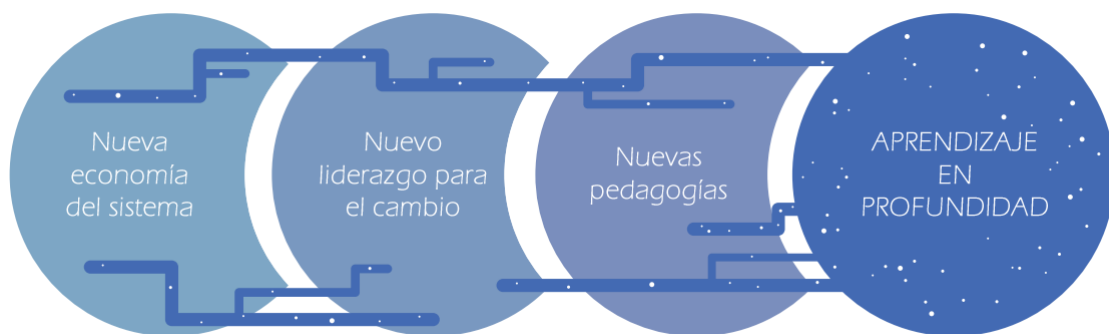 Nueva
economía
del sistema
Nuevo
liderazgo para
el cambio
Nuevas
pedagogías
APRENDIZAJE
EN
PROFUNDIDAD